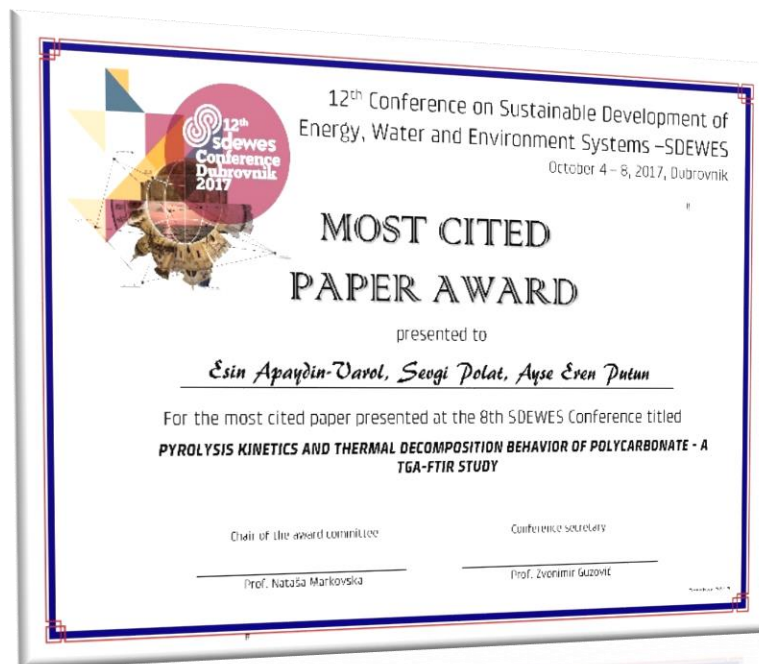 12th
sdewes
Conference
Dubrovnik
2017
12th Conference on Sustainable Development of
Energy, Water and Environment Systems –SDEWES
October 4 – 8, 2017, Dubrovnik
MOST CITED
PAPER AWARD
presented to
Esin Apaydin-Varol, Sevgi Polat, Ayse Eren Putun
For the most cited paper presented at the 8th SDEWES Conference titled
PYROLYSIS KINETICS AND THERMAL DECOMPOSITION BEHAVIOR OF POLYCARBONATE - A
TGA-FTIR STUDY
Chair of the award committee
Conference secretary
Prof. Nataša Markovska
Prof. Zvonimir Guzović